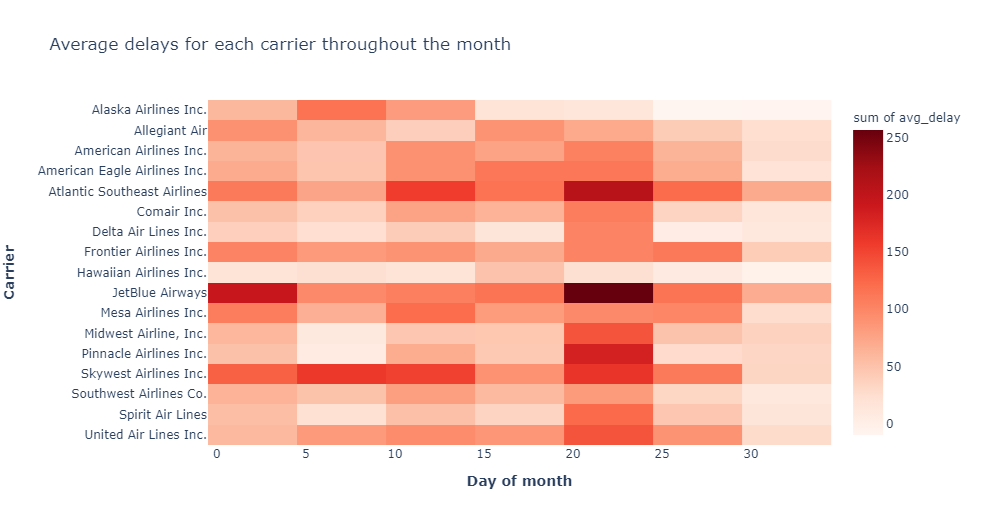 Average delays for each carrier throughout the month
sum of avg_delay
Alaska Airlines Inc.
Allegiant Air
American Airlines Inc.
American Eagle Airlines Inc.
Atlantic Southeast Airlines
Comair Inc.
Delta Air Lines Inc.
Frontier Airlines Inc.
Hawaiian Airlines Inc.
JetBlue Airways
Mesa Airlines Inc.
Midwest Airline, Inc.
Pinnacle Airlines Inc.
Skywest Airlines Inc.
Southwest Airlines Co.
Spirit Air Lines
United Air Lines Inc.
Carrier
0 5 10 15 20 25 30
Day of month
250
200
150
100
50
0